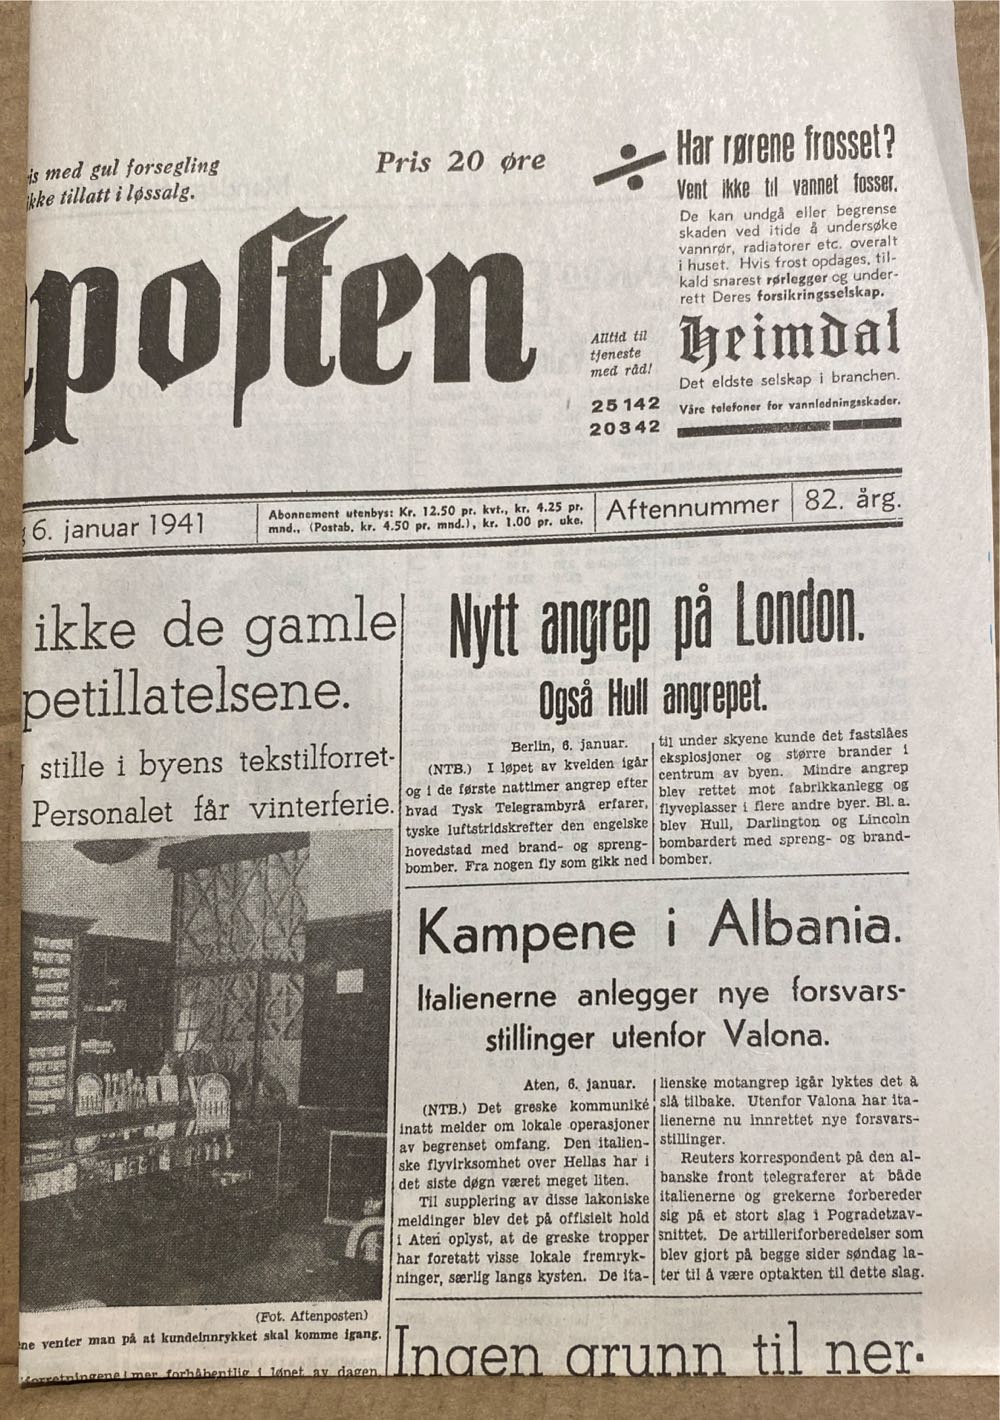 med gul forsegling
tillatt i løssalg.
Pris 20 øre
posten
Har rørene frosset?
Vent ikke til vannet fosser.
De kan undgå eller begrense
skaden ved itide å undersøke
vannrør, radiatorer etc. overalt
i huset. Hvis frost opdages, til-
kald snarest rørlegger og under-
rett Deres forsikringsselskap.
Alltid til
tjeneste
med råd!
25142
20342
Heimdal
Det eldste selskap i branchen.
Våre telefoner for vannledningsskader.
6. januar 1941
Abonnement utenbys: Kr. 12.50 pr. kvt., kr. 4.25 pr.
mnd., (Postab. kr. 4.50 pr. mnd.), kr. 1.00 pr. uke.
Aftennummer
82. årg.
ikke de gamle
petillatelsene.
stille i byens tekstilforret-
Personalet får vinterferie.
(Fot. Aftenposten)
venter man på at kundeinnrykket skal komme igang.
forhåbentlig i løpet av dagen.
Nytt angrep på London.
Også Hull angrepet.
Berlin, 6. januar.
(NTB.) I løpet av kvelden igår
og i de første nattimer angrep efter
hvad Tysk Telegrambyrå erfarer,
tyske luftstridskrefter den engelske
hovedstad med brand- og spreng-
bomber. Fra nogen fly som gikk ned
til under skyene kunde det fastslåes
eksplosjoner og større brander i
centrum av byen. Mindre angrep
blev rettet mot fabrikkanlegg og
flyveplasser i flere andre byer. Bl. a.
blev Hull, Darlington og Lincoln
bombardert med spreng- og brand-
bomber.
Kampene i Albania.
Italienerne anlegger nye forsvars-
stillinger utenfor Valona.
Aten, 6. januar.
(NTB.) Det greske kommuniké
inatt melder om lokale operasjoner
av begrenset omfang. Den italien-
ske flyvirksomhet over Hellas har i
det siste døgn været meget liten.
Til supplering av disse lakoniske
meldinger blev det på offisielt hold
i Aten oplyst, at de greske tropper
har foretatt visse lokale fremryk-
ninger, særlig langs kysten. De ita-
lienske motangrep igår lyktes det å
slå tilbake. Utenfor Valona har ita-
lienerne nu innrettet nye forsvars-
stillinger.
Reuters korrespondent på den al-
banske front telegraferer at både
italienerne og grekerne forbereder
sig på et stort slag i Pogradetzav-
snittet. De artilleriforberedelser som
blev gjort på begge sider søndag la-
ter til å være optakten til dette slag.
Ingen grunn til ner-